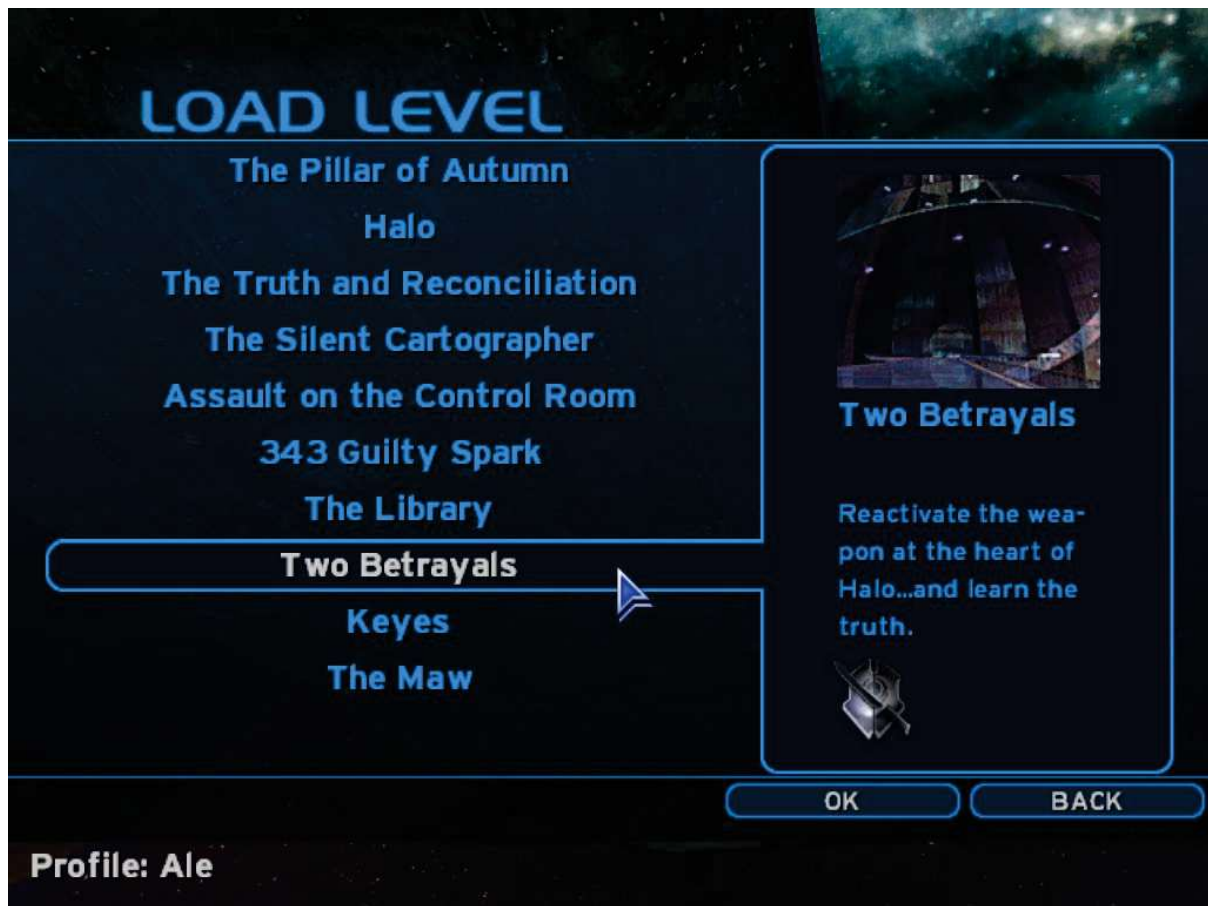 LOAD LEVEL
The Pillar of Autumn
Halo
The Truth and Reconciliation
The Silent Cartographer
Assault on the Control Room
343 Guilty Spark
The Library
Two Betrayals
Keyes
The Maw
Two Betrayals
Reactivate the wea-
pon at the heart of
Halo...and learn the
truth.
OK
BACK
Profile: Ale